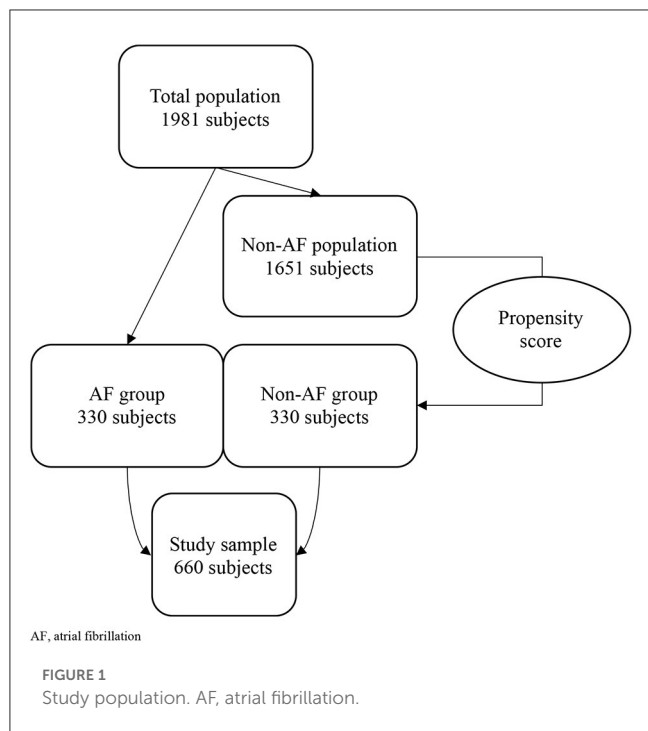 Total population
1981 subjects
Non-AF population
1651 subjects
Propensity
score
AF group
330 subjects
Non-AF group
330 subjects
Study sample
660 subjects
AF, atrial fibrillation
FIGURE 1
Study population. AF, atrial fibrillation.